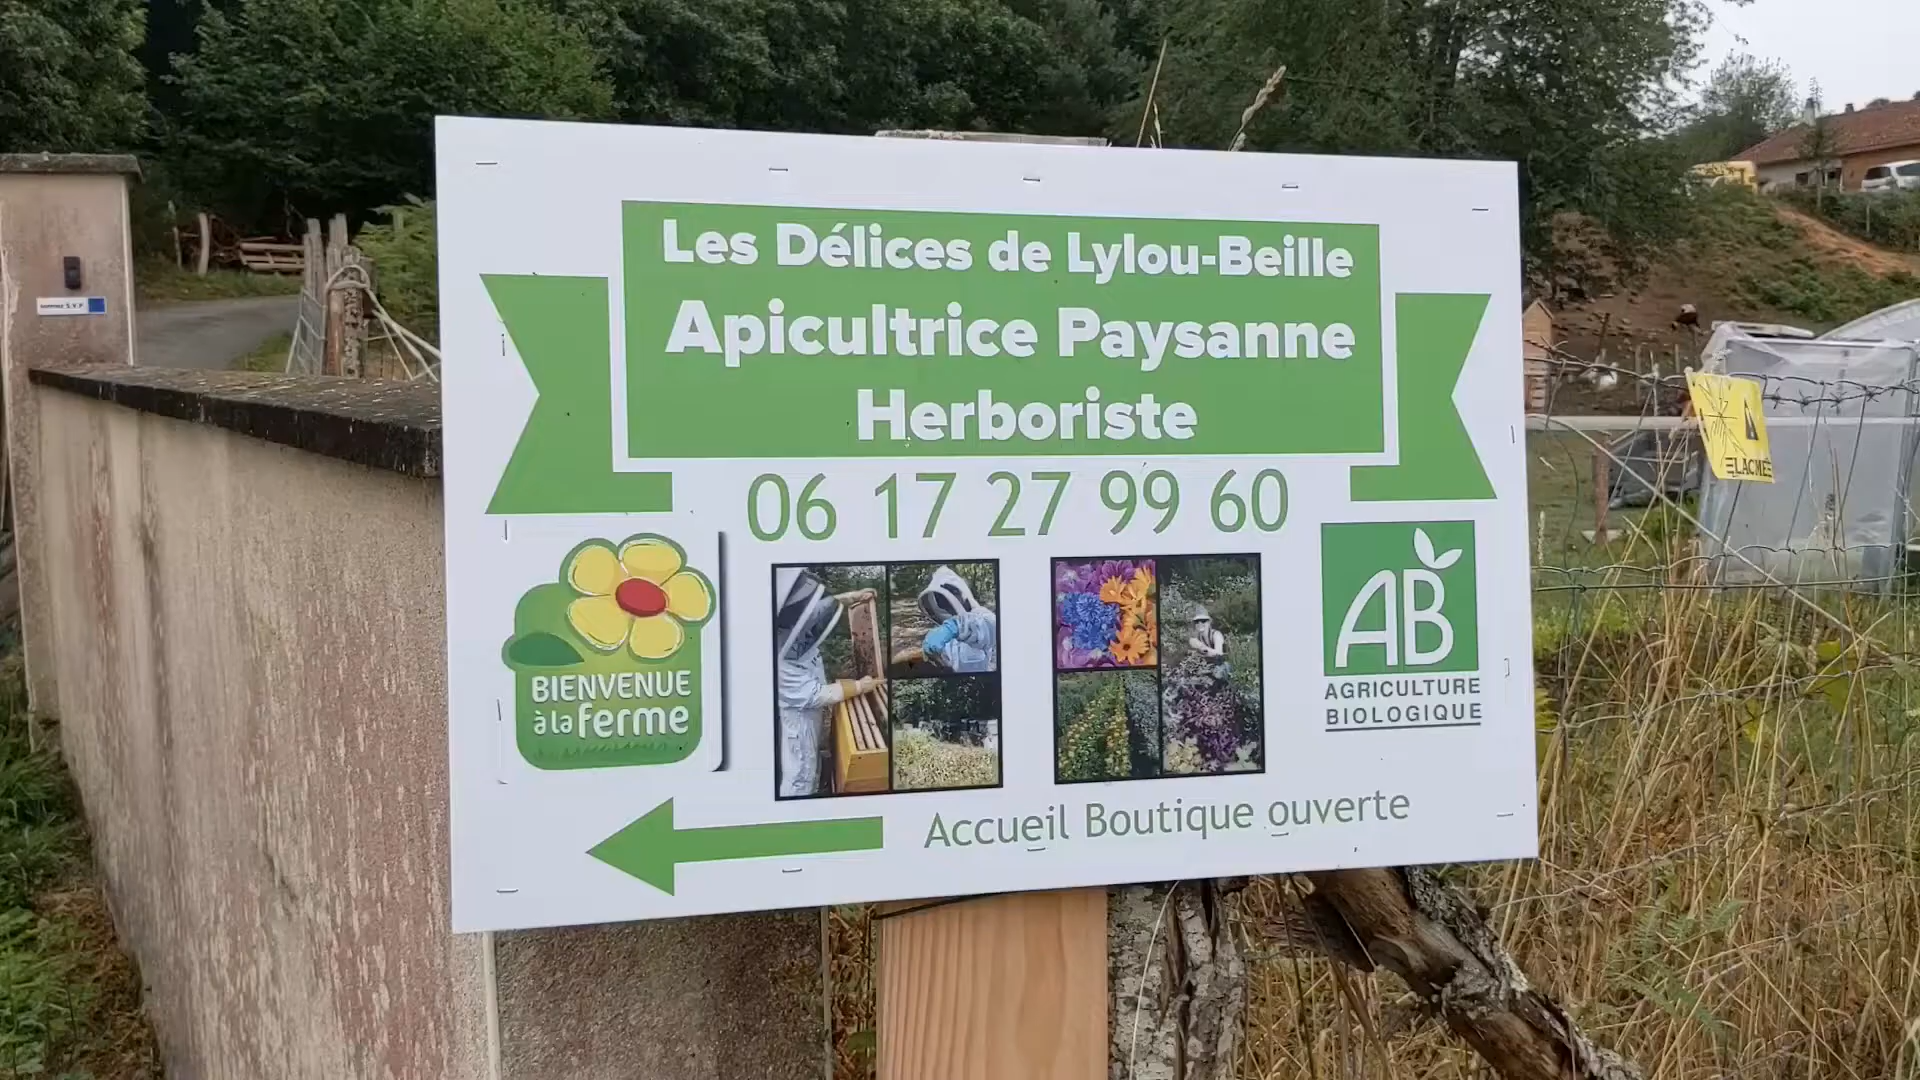 Les Délices de Lylou-Beille
Apicultrice Paysanne
Herboriste
06 17 27 99 60
BIENVENUE
à la ferme
AB
AGRICULTURE
BIOLOGIQUE
Accueil Boutique ouverte
LACMÉ